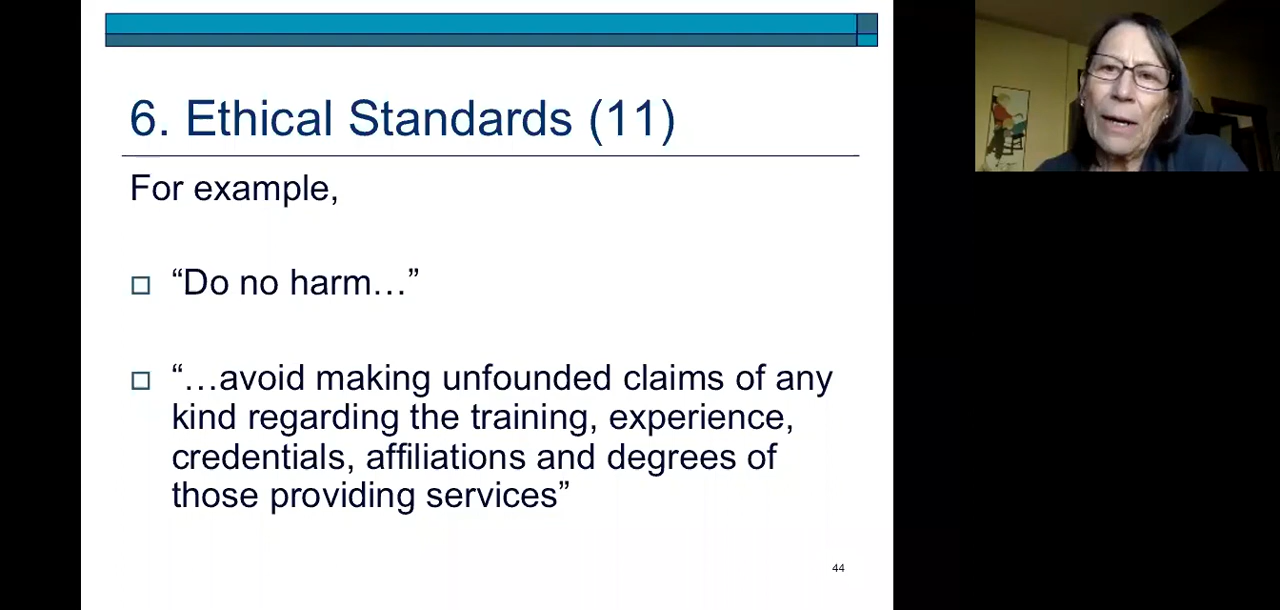 6. Ethical Standards (11)
For example,
“Do no harm…”
“…avoid making unfounded claims of any
kind regarding the training, experience,
credentials, affiliations and degrees of
those providing services”
44